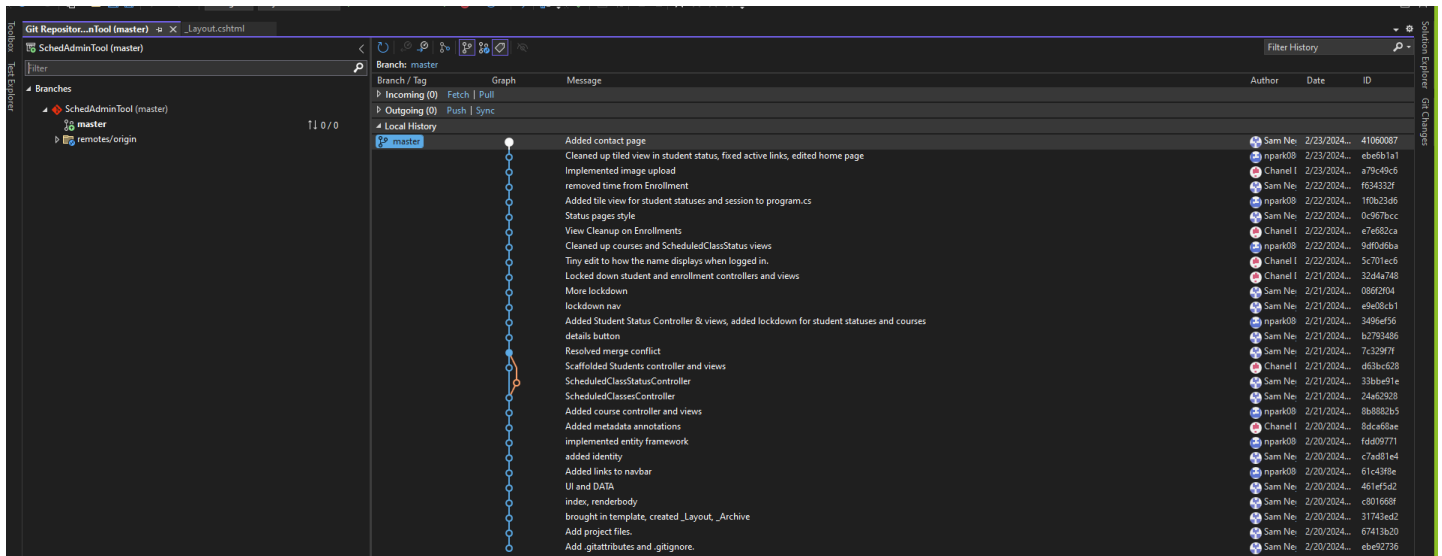 Git Repositor...nTool (master) _Layout.cshtml
Toolbox
Test Explorer
SchedAdminTool (master)
Filter
Branches
SchedAdminTool (master)
master 0 / 0
remotes/origin
Filter History
Branch: master
Branch / Tag Graph Message Author Date ID
Incoming (0) Fetch | Pull
Outgoing (0) Push | Sync
Local History
master Added contact page Sam Ne 2/23/2024... 41060087
Cleaned up tiled view in student status, fixed active links, edited home page npark08 2/23/2024... ebe6b1a1
Implemented image upload Chanel 2/23/2024... a79c49c6
removed time from Enrollment Sam Ne 2/22/2024... f634332f
Added tile view for student statuses and session to program.cs npark08 2/22/2024... 1f0b23d6
Status pages style Sam Ne 2/22/2024... 0c967bcc
View Cleanup on Enrollments Chanel 2/22/2024... e7e682ca
Cleaned up courses and ScheduledClassStatus views npark08 2/22/2024... 9df0d6ba
Tiny edit to how the name displays when logged in. Chanel 2/22/2024... 5c701ec6
Locked down student and enrollment controllers and views Chanel 2/21/2024... 32d4a748
More lockdown Sam Ne 2/21/2024... 086f2f04
lockdown nav Sam Ne 2/21/2024... e9e08cb1
Added Student Status Controller & views, added lockdown for student statuses and courses npark08 2/21/2024... 3496ef56
details button Sam Ne 2/21/2024... b2793486
Resolved merge conflict Sam Ne 2/21/2024... 7c329f7f
Scaffolded Students controller and views Chanel 2/21/2024... d63bc628
ScheduledClassStatusController Sam Ne 2/21/2024... 33bbe91e
ScheduledClassesController Sam Ne 2/21/2024... 24a62928
Added course controller and views npark08 2/21/2024... 8b8882b5
Added metadata annotations Chanel 2/20/2024... 8dca68ae
implemented entity framework npark08 2/20/2024... fdd09771
added identity Sam Ne 2/20/2024... c7ad81e4
Added links to navbar npark08 2/20/2024... 61c43f8e
UI and DATA Sam Ne 2/20/2024... 461ef5d2
index, renderbody Sam Ne 2/20/2024... c801668f
brought in template, created _Layout, _Archive Sam Ne 2/20/2024... 31743ed2
Add project files. Sam Ne 2/20/2024... 67413b20
Add .gitattributes and .gitignore. Sam Ne 2/20/2024... ebe92736
Solution Explorer
Git Changes